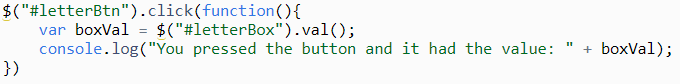 $("#letterBtn").click(function(){
    var boxVal = $("#letterBox").val();
    console.log("You pressed the button and it had the value: " + boxVal);
})